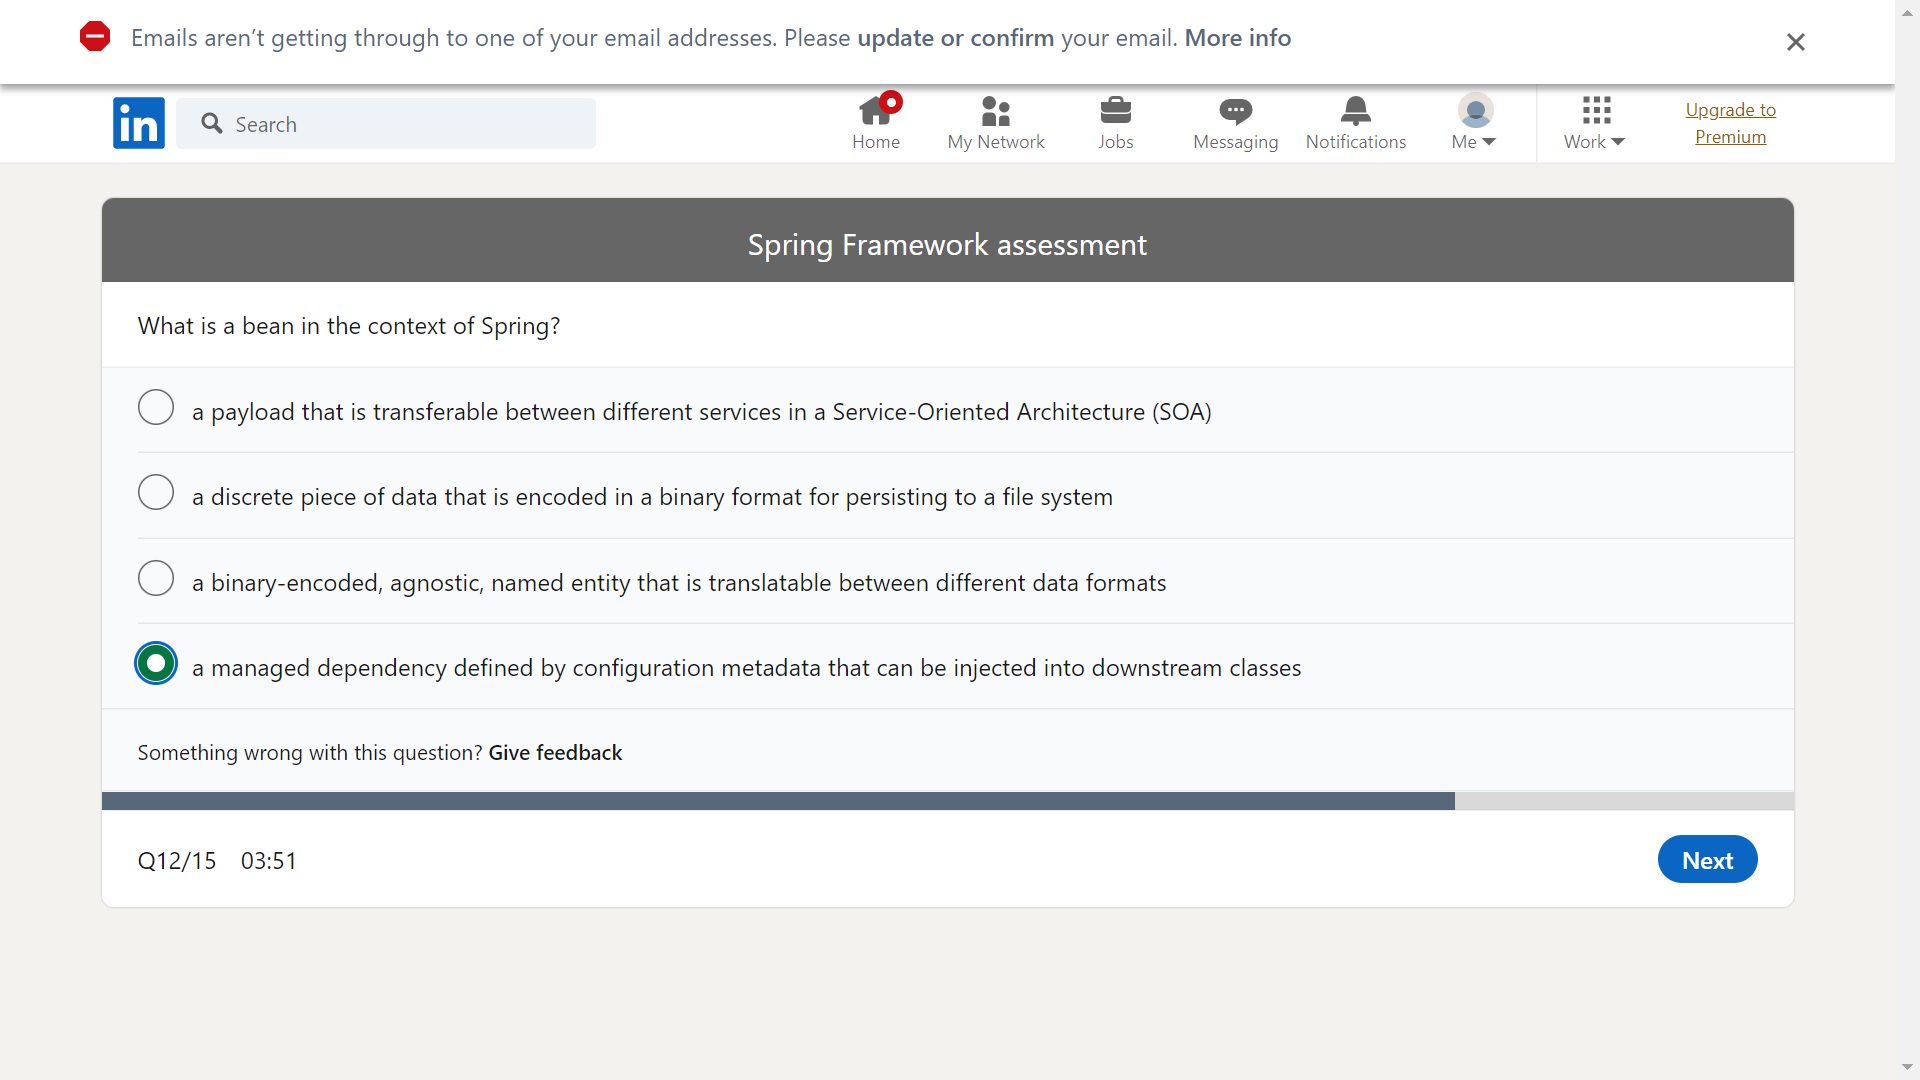 Emails aren’t getting through to one of your email addresses. Please update or confirm your email. More info
in
Search
Home
My Network
Jobs
Messaging
Notifications
Me
Work
Upgrade to
Premium
Spring Framework assessment
What is a bean in the context of Spring?
a payload that is transferable between different services in a Service-Oriented Architecture (SOA)
a discrete piece of data that is encoded in a binary format for persisting to a file system
a binary-encoded, agnostic, named entity that is translatable between different data formats
a managed dependency defined by configuration metadata that can be injected into downstream classes
Something wrong with this question? Give feedback
Q12/15 03:51
Next